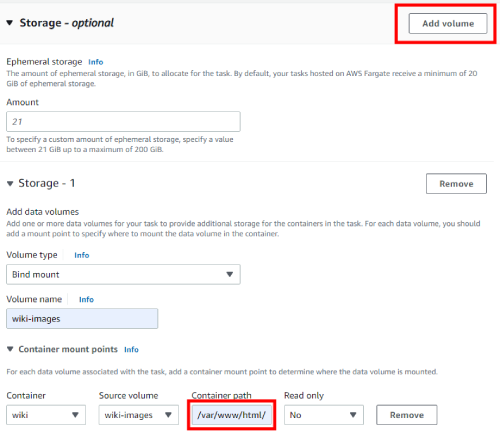 Storage - optional
Add volume
Ephemeral storage Info
The amount of ephemeral storage, in GiB, to allocate for the task. By default, your tasks hosted on AWS Fargate receive a minimum of 20
GiB of ephemeral storage.
Amount
21
To specify a custom amount of ephemeral storage, specify a value
between 21 GiB up to a maximum of 200 GiB.
Storage - 1
Remove
Add data volumes
Add one or more data volumes for your task to provide additional storage for the containers in the task. For each data volume, you should
add a mount point to specify where to mount the data volume in the container.
Volume type Info
Bind mount
Volume name Info
wiki-images
Container mount points Info
For each data volume associated with the task, add a container mount point to determine where the data volume is mounted.
Container Source volume Container path Read only
wiki wiki-images /var/www/html/ No Remove